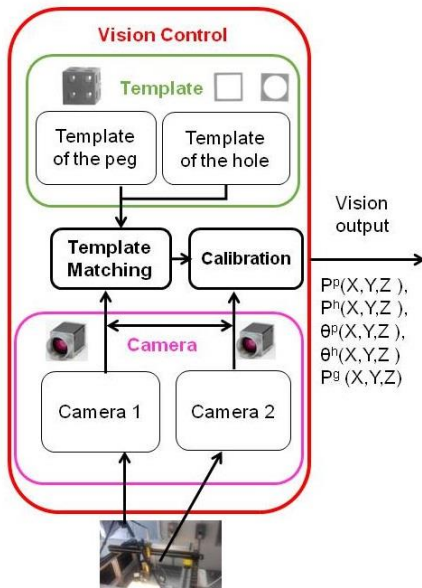 Vision Control
Template
Template
of the peg
Template
of the hole
Template
Matching
Calibration
Vision
output
Pᵖ(X,Y,Z ),
Pʰ(X,Y,Z ),
θᵖ(X,Y,Z ),
θʰ(X,Y,Z)
Pᵍ (X,Y,Z)
Camera
Camera 1
Camera 2